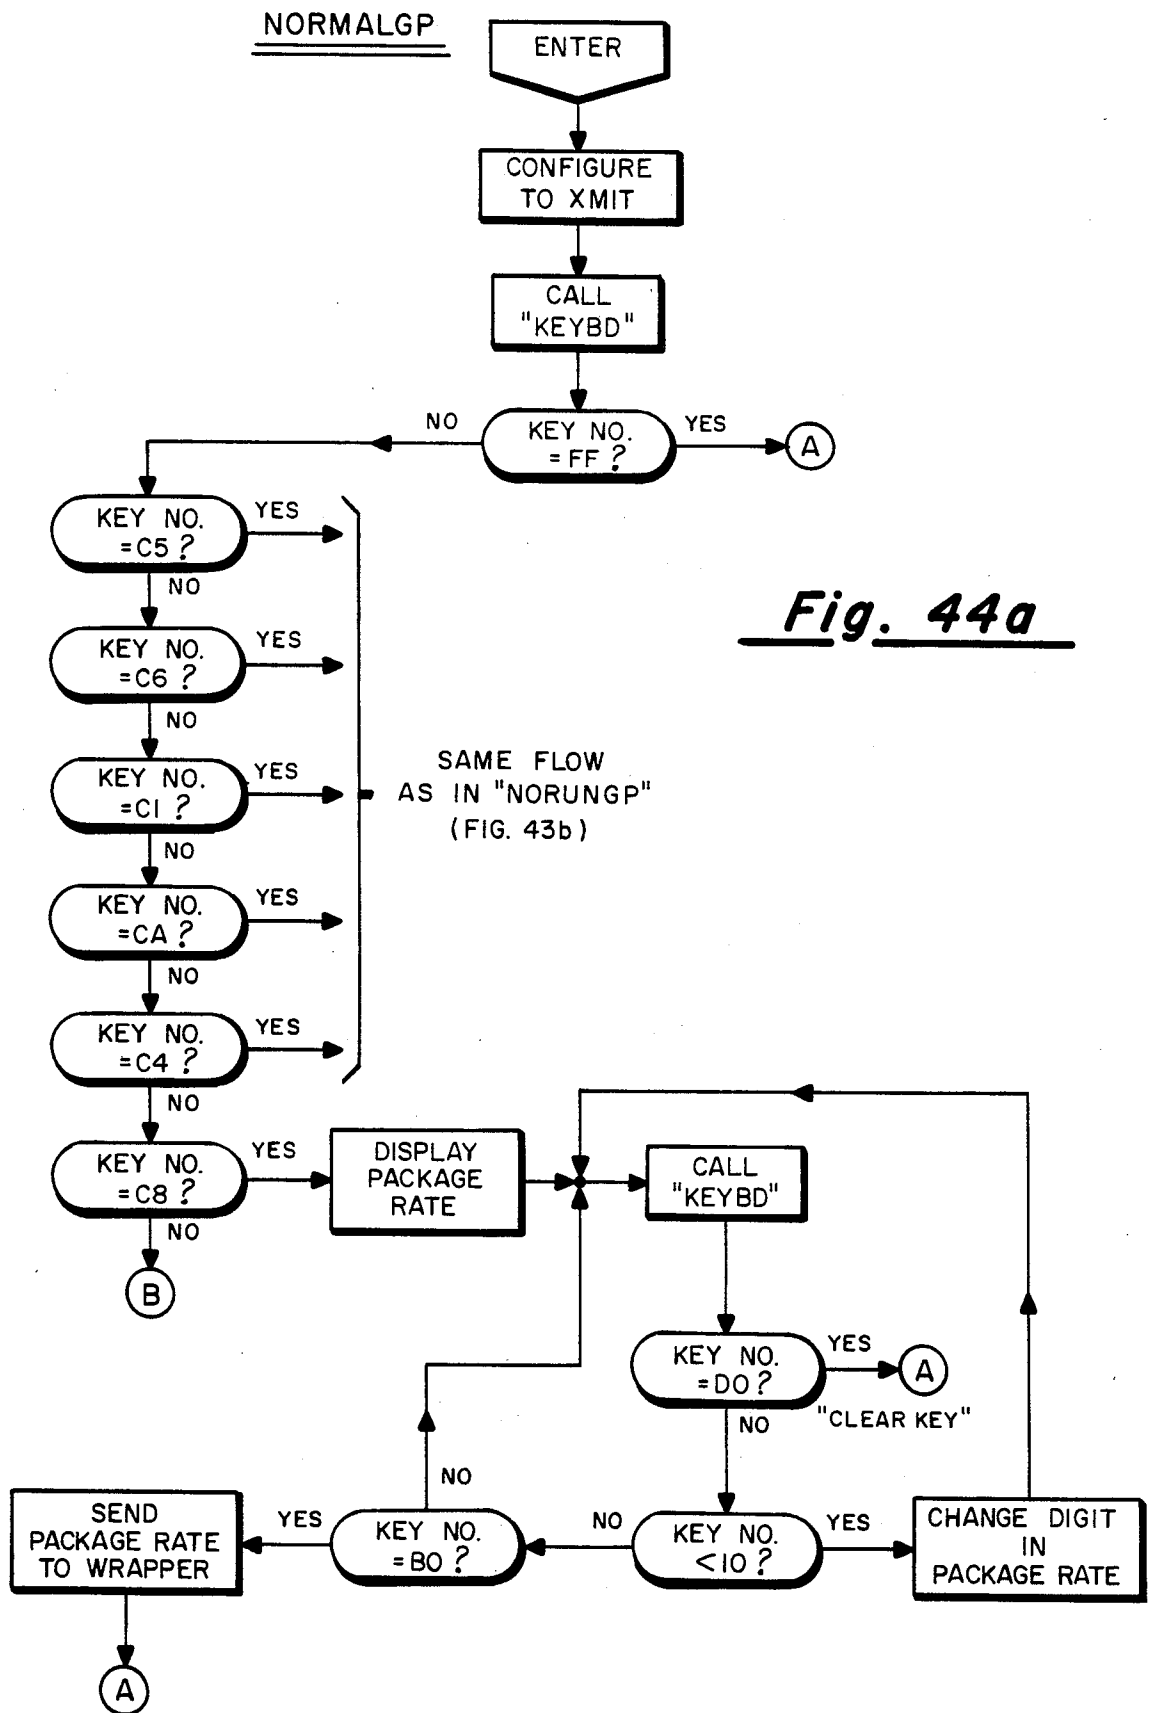 NORMALGP
ENTER
CONFIGURE
TO XMIT
CALL
"KEYBD"
KEY NO.
=FF?
NO
YES
A
KEY NO.
=C5?
YES
NO
Fig. 44a
KEY NO.
=C6?
YES
NO
KEY NO.
=C1?
YES
NO
SAME FLOW
AS IN "NORUNGP"
(FIG. 43b)
KEY NO.
=CA?
YES
NO
KEY NO.
=C4?
YES
NO
KEY NO.
=C8?
YES
NO
B
DISPLAY
PACKAGE
RATE
CALL
"KEYBD"
KEY NO.
=D0?
YES
A
"CLEAR KEY"
NO
KEY NO.
<10?
YES
CHANGE DIGIT
IN
PACKAGE RATE
NO
KEY NO.
=B0?
NO
YES
SEND
PACKAGE RATE
TO WRAPPER
A